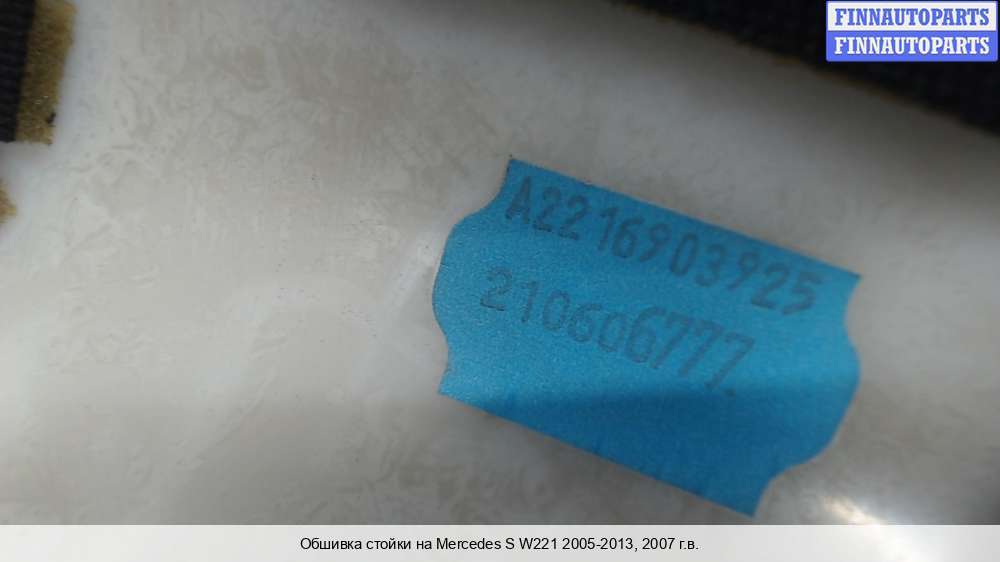 FINNAUTOPARTS
FINNAUTOPARTS
A2216903925
210606777
Обшивка стойки на Mercedes S W221 2005-2013, 2007 г.в.